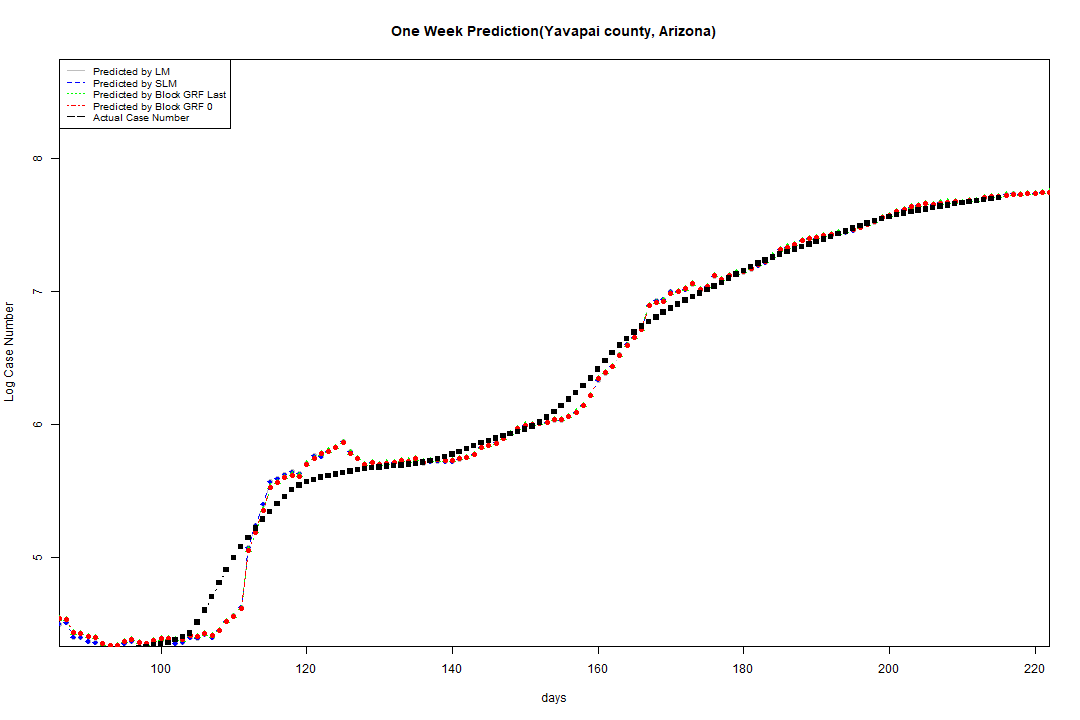 One Week Prediction(Yavapai county, Arizona)
Predicted by LM
Predicted by SLM
Predicted by Block GRF Last
Predicted by Block GRF 0
Actual Case Number
8
7
6
5
Log Case Number
100 120 140 160 180 200 220
days